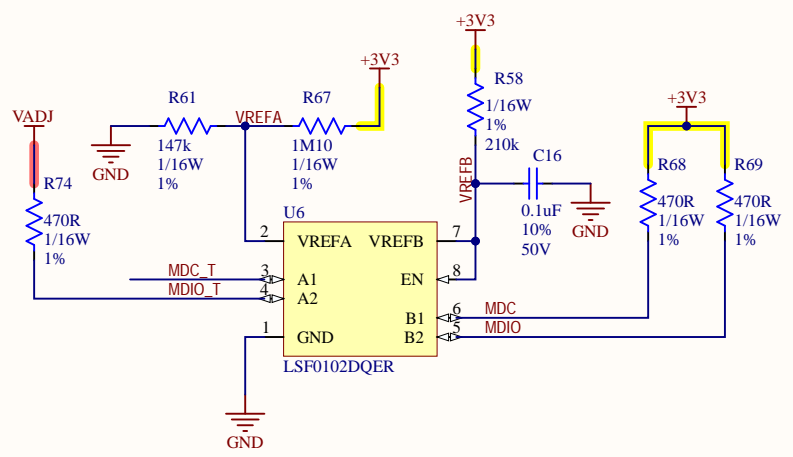 +3V3
+3V3
R58
1/16W
1%
210k
R61
R67
VREFA
147k
1/16W
1%
1M10
1/16W
1%
GND
VADJ
R74
470R
1/16W
1%
+3V3
R68
R69
470R
1/16W
1%
470R
1/16W
1%
VREFB
C16
0.1uF
10%
50V
GND
U6
2
VREFA
VREFB
7
MDC_T
3
A1
EN
8
MDIO_T
4
A2
B1
6
MDC
1
GND
B2
5
MDIO
LSF0102DQER
GND